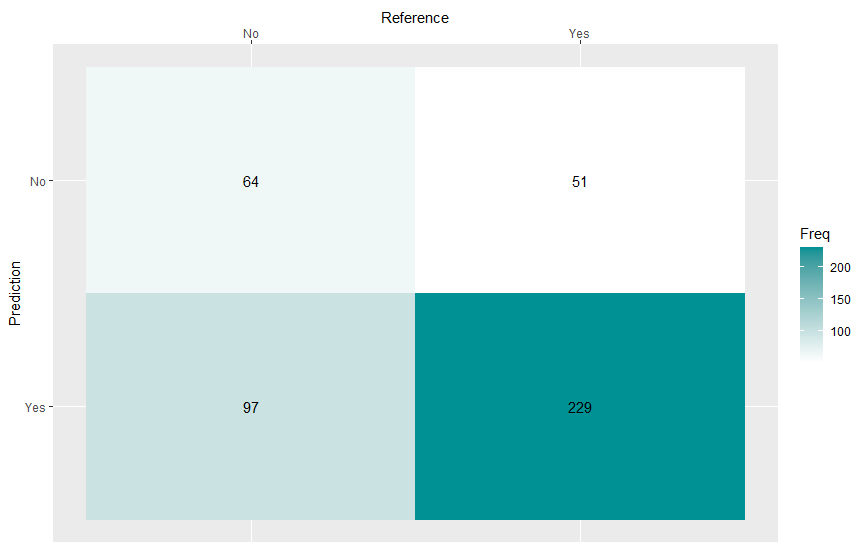 Reference
No Yes
No 64 51
Prediction
Yes 97 229
Freq
200
150
100